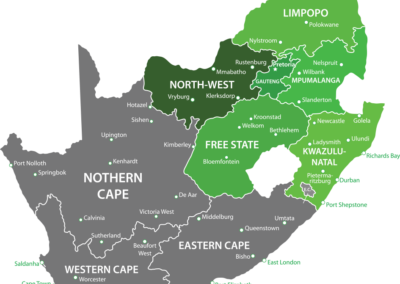 LIMPOPO
Polokwane
Nylstroom
Rustenburg
Pretoria
Nelspruit
Witbank
GAUTENG
MPUMALANGA
Mmabatho
NORTH-WEST
Klerksdorp
Vryburg
Standerton
Hotazel
Sishen
Kroonstad
Welkom
Bethlehem
Newcastle
Golela
FREE STATE
Upington
Kimberley
Ladysmith
Ulundi
KWAZULU-
NATAL
Richards Bay
Bloemfontein
Port Nolloth
Kenhardt
Springbok
NOTHERN
CAPE
Pieterma-
ritzburg
Durban
De Aar
Port Shepstone
Calvinia
Victoria West
Middelburg
Umtata
Sutherland
Queenstown
Beaufort
West
EASTERN CAPE
Saldanha
WESTERN CAPE
Bisho
East London
Worcester